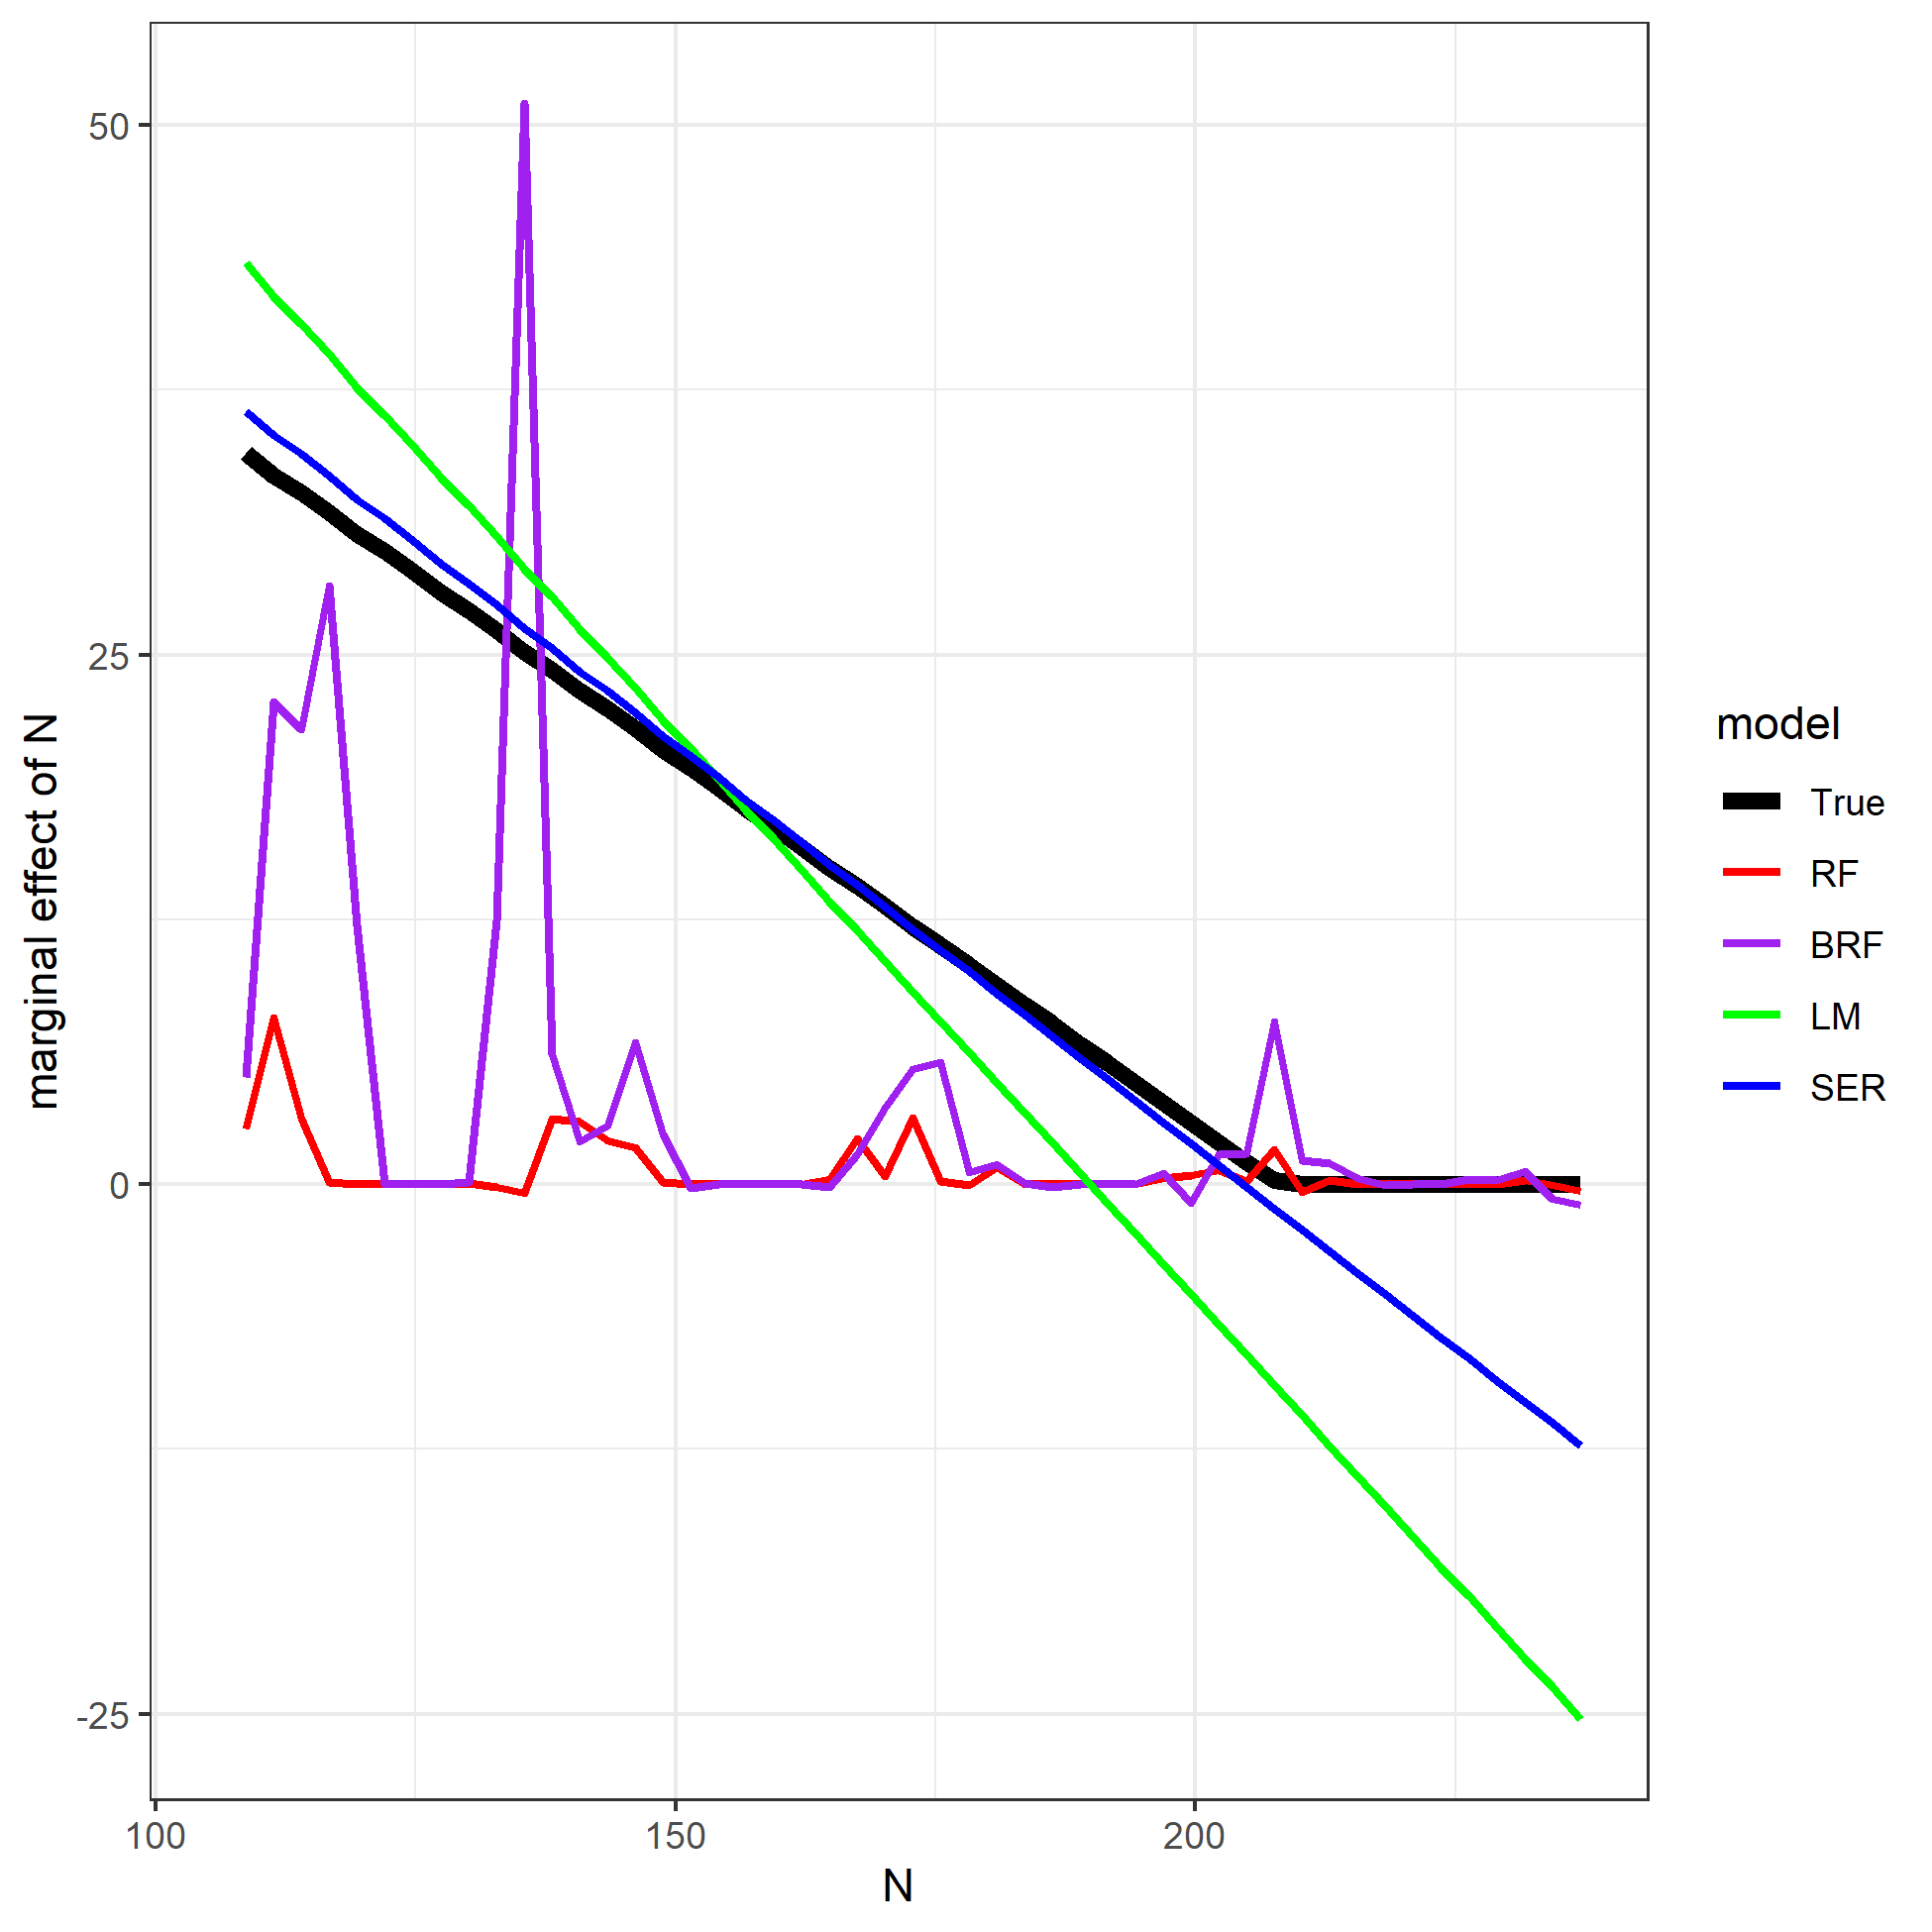 50
25
0
-25
marginal effect of N
100
150
200
N
model
True
RF
BRF
LM
SER